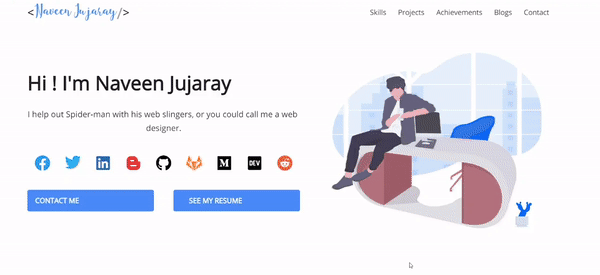 <Naveen Jujaray/>
Skills Projects Achievements Blogs Contact
Hi ! I'm Naveen Jujaray
I help out Spider-man with his web slingers, or you could call me a web
designer.
M DEV
CONTACT ME SEE MY RESUME